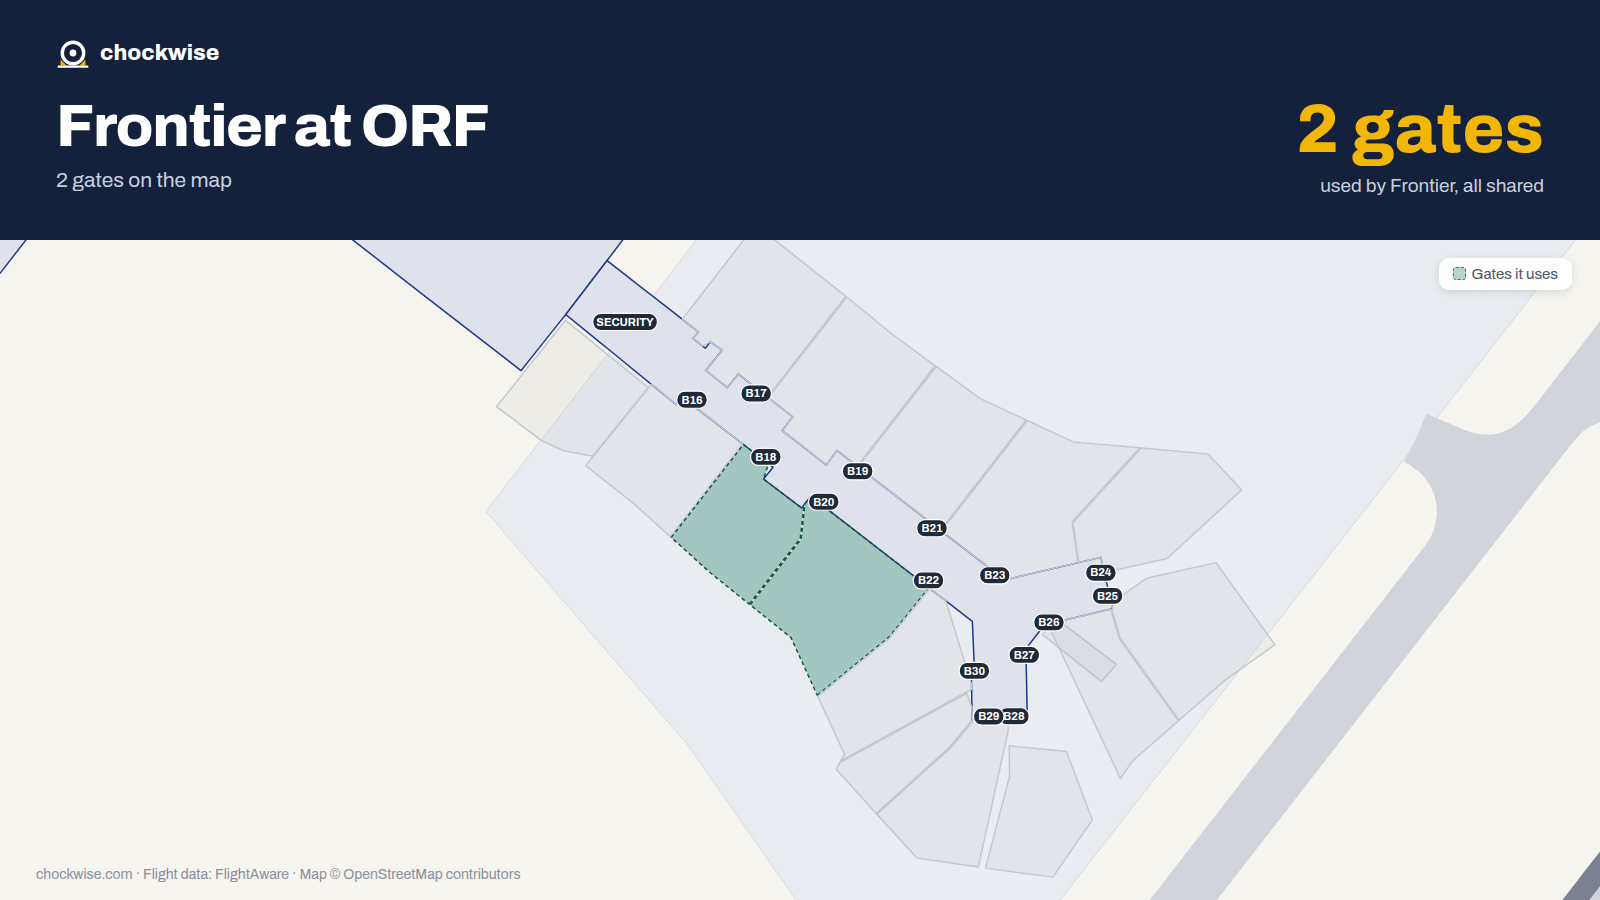 chockwise
Frontier at ORF
2 gates on the map
2 gates
used by Frontier, all shared
Gates it uses
SECURITY
B17
B16
B18
B19
B20
B21
B22
B23
B24
B25
B26
B27
B30
B29
B28
chockwise.com · Flight data: FlightAware · Map © OpenStreetMap contributors